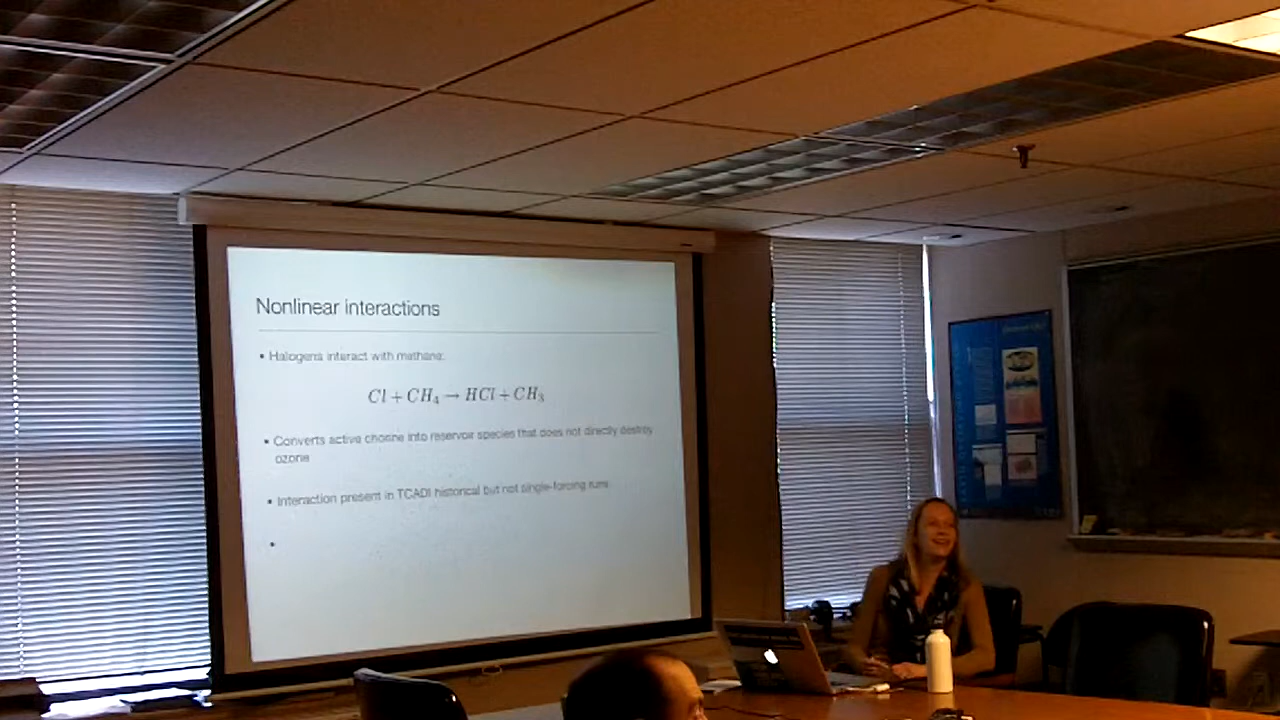 Nonlinear interactions
• Halogens interact with methane:
Cl + CH₄ → HCl + CH₃
• Converts active chorine into reservoir species that does not directly destroy
ozone
• Interaction present in TCADI historical but not single-forcing runs
•